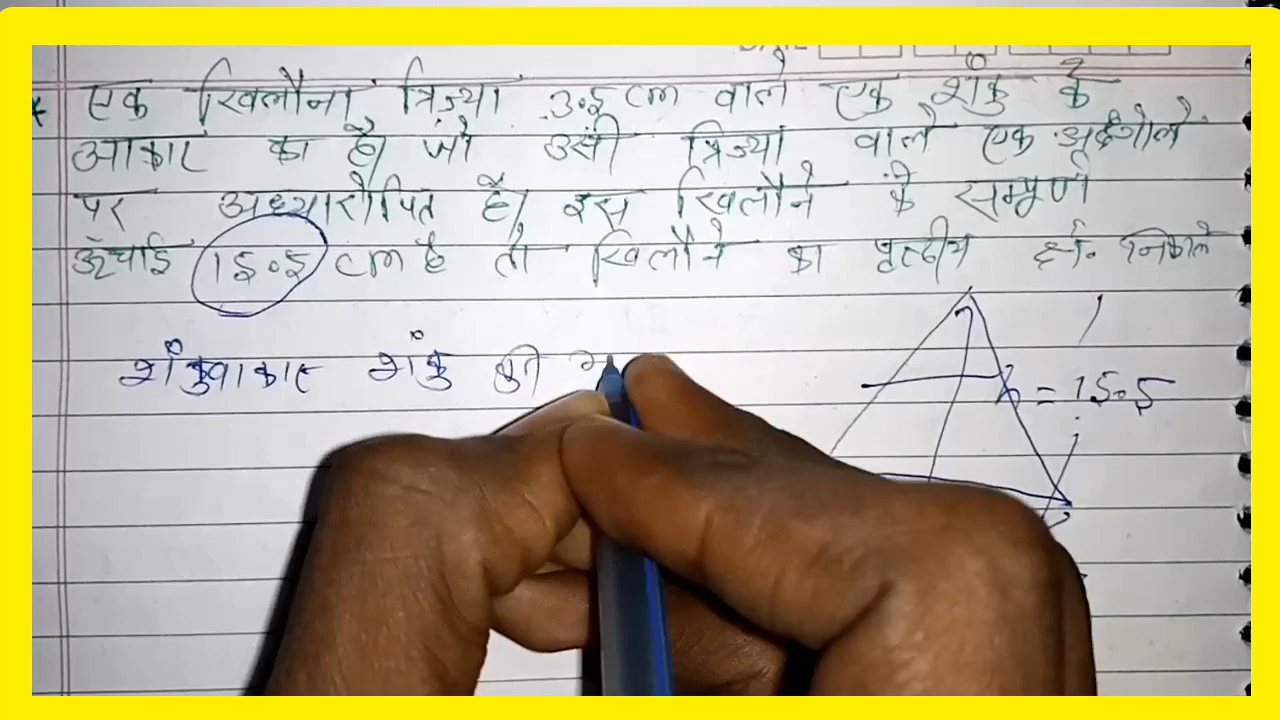 एक खिलौना त्रिज्या 3.5 cm वाले एक शंकु के
आकार का है, जो उसी त्रिज्या वाले एक अर्द्धगोले
पर अध्यारोपित है, इस खिलौने के सम्पूर्ण
ऊँचाई 15.5 cm है तो खिलौने का पृष्ठीय क्षे. निकाले
शंकुवाकार शंकु की
h = 15.5